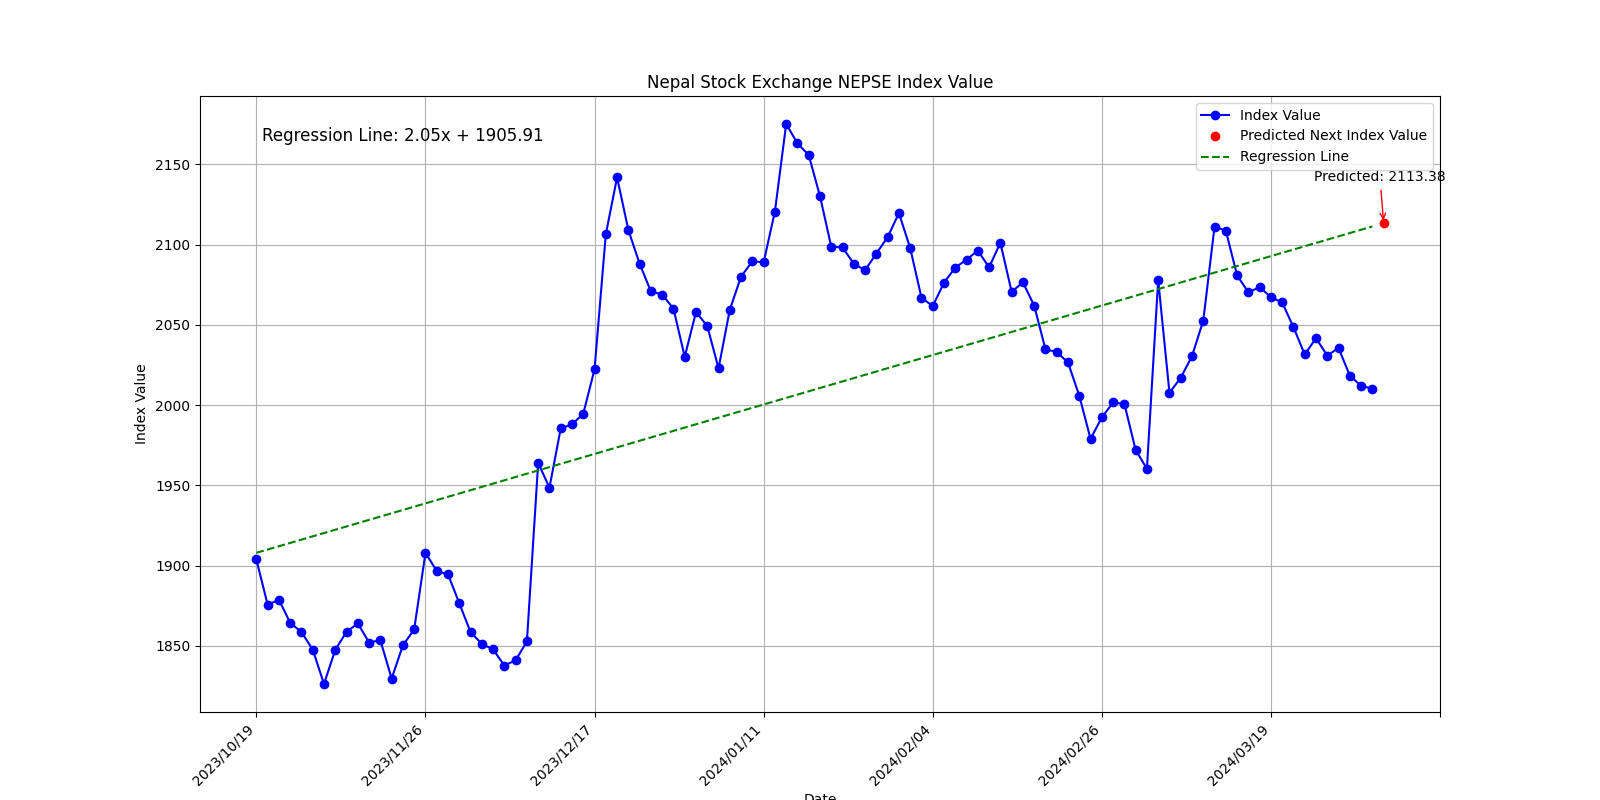 Nepal Stock Exchange NEPSE Index Value
Regression Line: 2.05x + 1905.91
Index Value
Predicted Next Index Value
Regression Line
Predicted: 2113.38
2150
2100
2050
2000
1950
1900
1850
Index Value
2023/10/19
2023/11/26
2023/12/17
2024/01/11
2024/02/04
2024/02/26
2024/03/19
Date